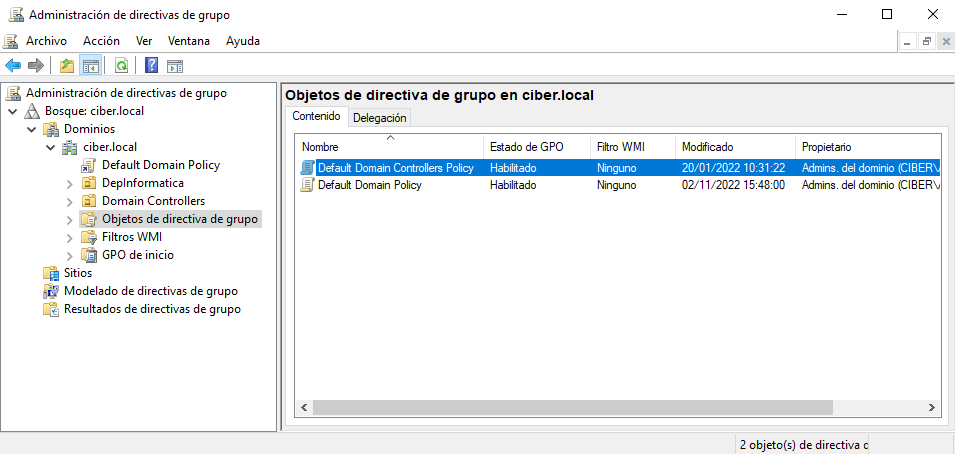 Administración de directivas de grupo
Archivo Acción Ver Ventana Ayuda
Administración de directivas de grupo
Bosque: ciber.local
Dominios
ciber.local
Default Domain Policy
DepInformatica
Domain Controllers
Objetos de directiva de grupo
Filtros WMI
GPO de inicio
Sitios
Modelado de directivas de grupo
Resultados de directivas de grupo
Objetos de directiva de grupo en ciber.local
Contenido Delegación
Nombre Estado de GPO Filtro WMI Modificado Propietario
Default Domain Controllers Policy Habilitado Ninguno 20/01/2022 10:31:22 Admins. del dominio (CIBER\
Default Domain Policy Habilitado Ninguno 02/11/2022 15:48:00 Admins. del dominio (CIBER\
2 objeto(s) de directiva d